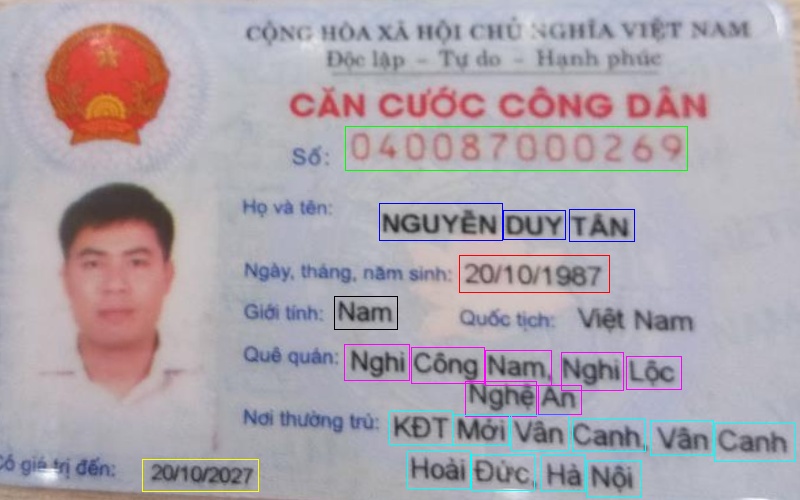 CỘNG HÒA XÃ HỘI CHỦ NGHĨA VIỆT NAM
Độc lập - Tự do - Hạnh phúc
CĂN CƯỚC CÔNG DÂN
Số: 040087000269
Họ và tên: NGUYỄN DUY TÂN
Ngày, tháng, năm sinh: 20/10/1987
Giới tính: Nam Quốc tịch: Việt Nam
Quê quán: Nghi Công Nam, Nghi Lộc
Nghệ An
Nơi thường trú: KĐT Mới Vân Canh, Vân Canh
Hoài Đức, Hà Nội
Có giá trị đến: 20/10/2027